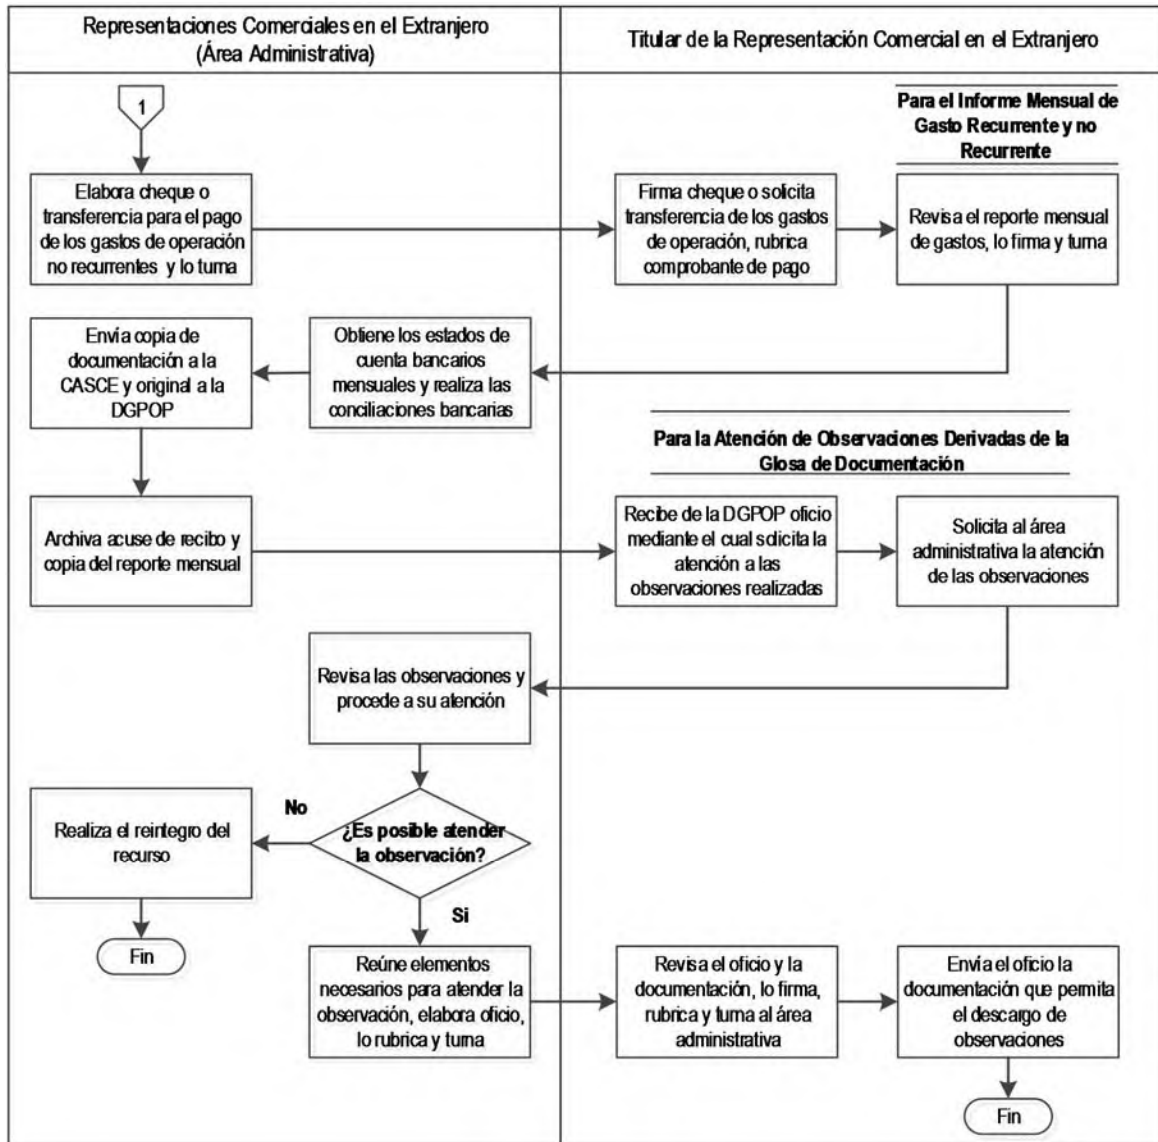 Representaciones Comerciales en el Extranjero
(Área Administrativa)
Titular de la Representación Comercial en el Extranjero
1
Para el Informe Mensual de
Gasto Recurrente y no
Recurrente
Elabora cheque o
transferencia para el pago
de los gastos de operación
no recurrentes y lo turna
Firma cheque o solicita
transferencia de los gastos
de operación, rubrica
comprobante de pago
Revisa el reporte mensual
de gastos, lo firma y turna
Envía copia de
documentación a la
CASCE y original a la
DGPOP
Obtiene los estados de
cuenta bancarios
mensuales y realiza las
conciliaciones bancarias
Para la Atención de Observaciones Derivadas de la
Glosa de Documentación
Archiva acuse de recibo y
copia del reporte mensual
Recibe de la DGPOP oficio
mediante el cual solicita la
atención a las
observaciones realizadas
Solicita al área
administrativa la atención
de las observaciones
Revisa las observaciones y
procede a su atención
No
Realiza el reintegro del
recurso
¿Es posible atender
la observación?
Si
Fin
Reúne elementos
necesarios para atender la
observación, elabora oficio,
lo rubrica y turna
Revisa el oficio y la
documentación, lo firma,
rubrica y turna al área
administrativa
Envía el oficio la
documentación que permita
el descargo de
observaciones
Fin